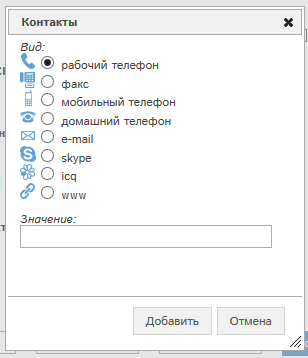 Контакты
Вид:
рабочий телефон
факс
мобильный телефон
домашний телефон
e-mail
skype
icq
www
Значение:
Добавить Отмена